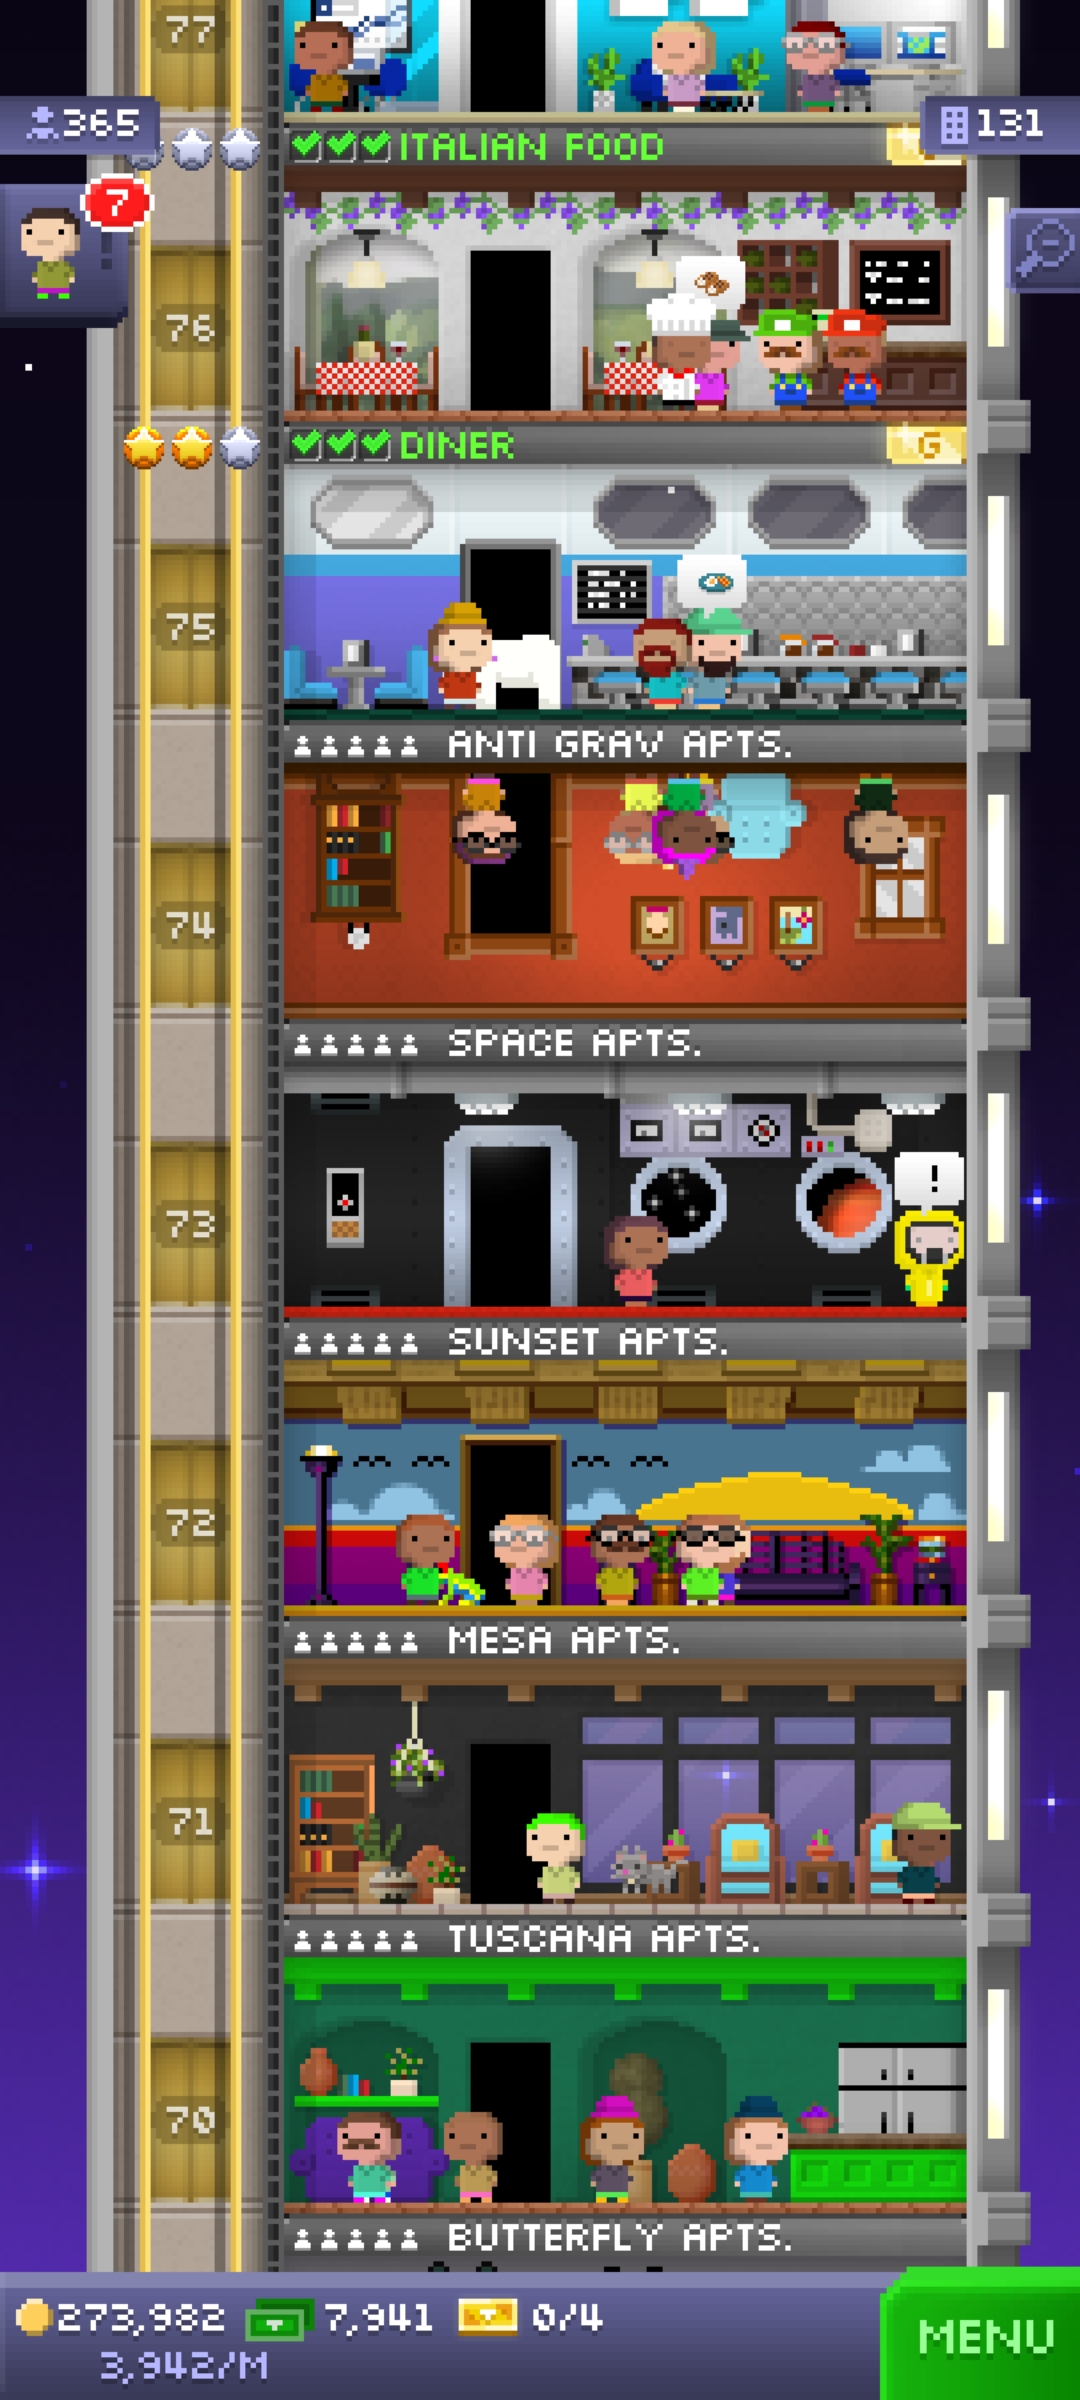 77
365
131
ITALIAN FOOD
7
76
DINER G
75
ANTI GRAV APTS.
74
SPACE APTS.
!
73
SUNSET APTS.
72
MESA APTS.
71
TUSCANA APTS.
70
BUTTERFLY APTS.
273,982 7,941 0/4
3,942/M
MENU